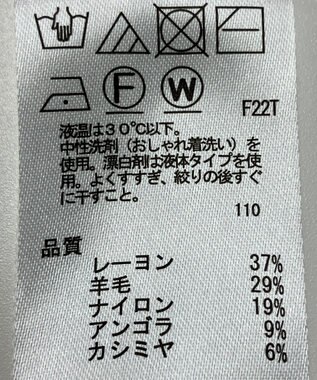 F W F22T
液温は30℃以下。
中性洗剤（おしゃれ着洗い）を
使用。漂白剤は液体タイプを使
用。よくすすぎ、絞りの後すぐ
に干すこと。
110
品質
レーヨン 37%
羊毛 29%
ナイロン 19%
アンゴラ 9%
カシミヤ 6%